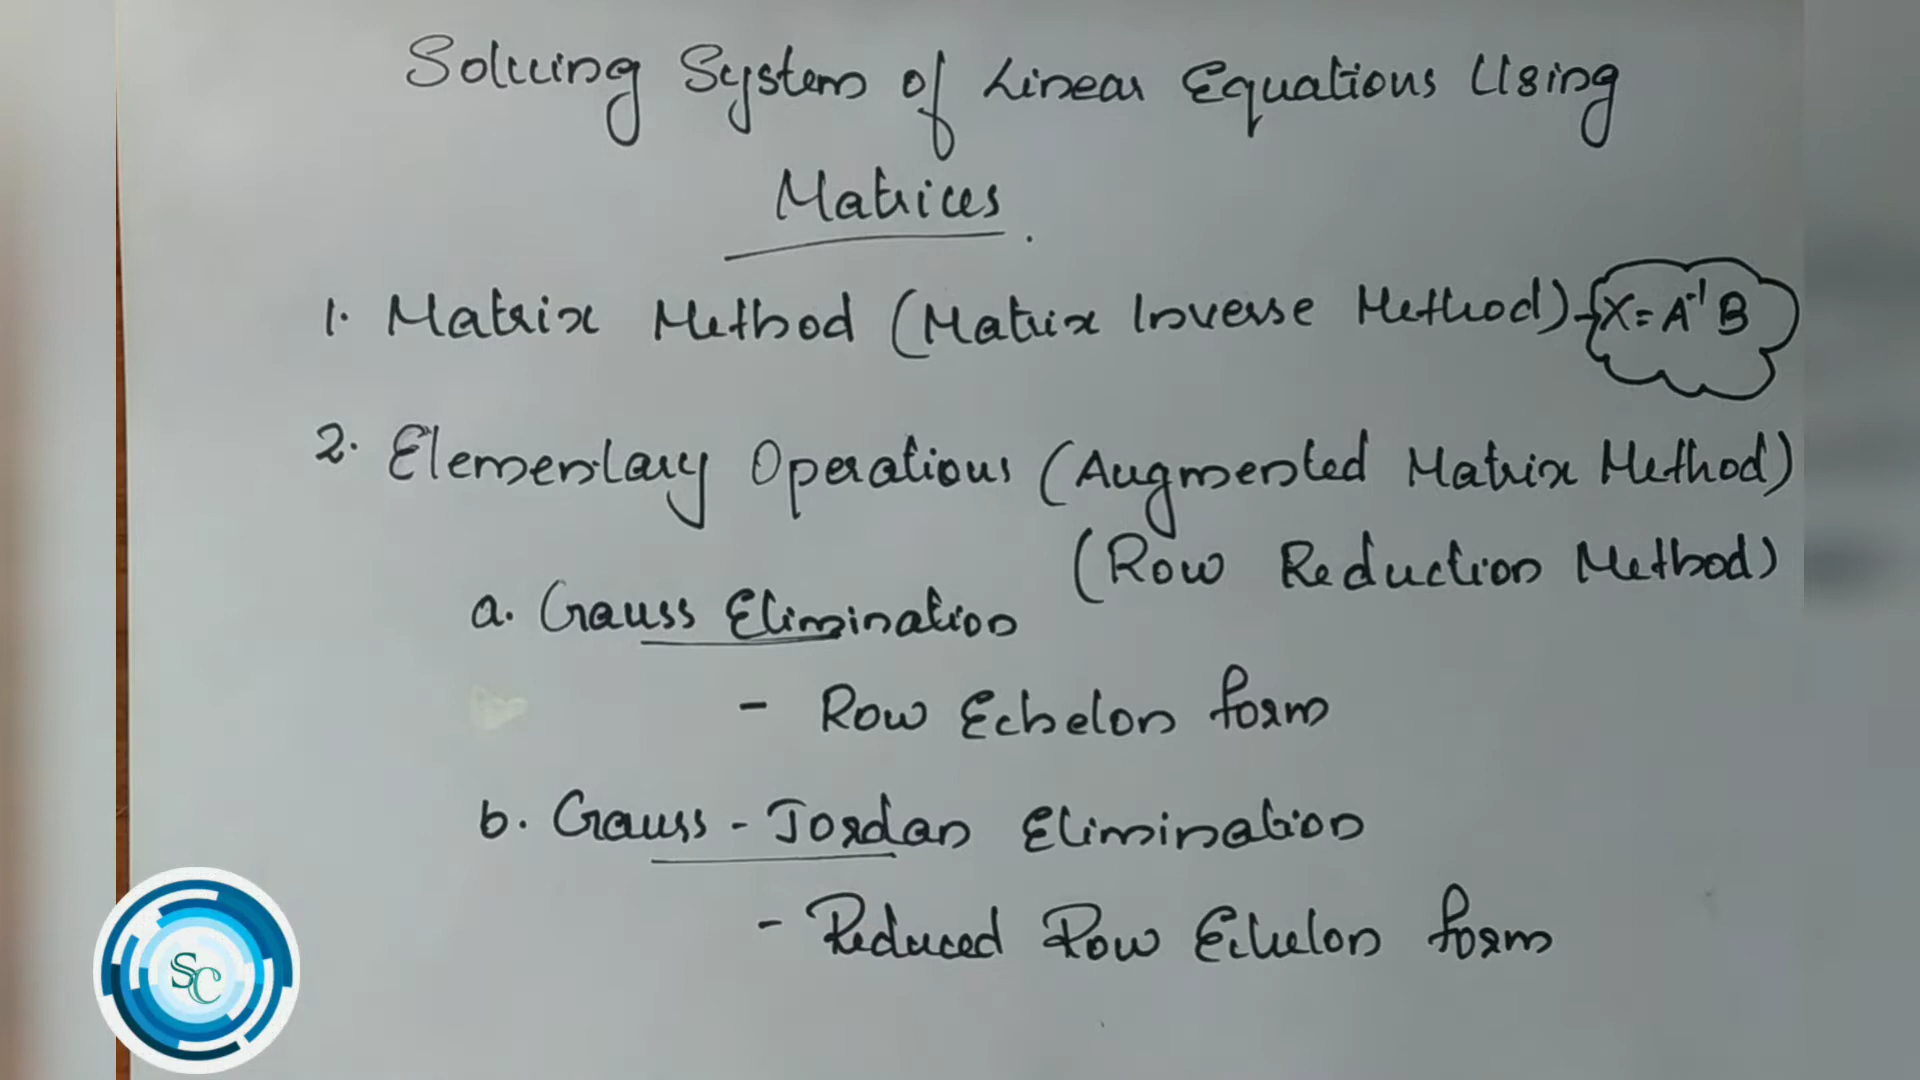 Solving System of Linear Equations Using
Matrices.
1. Matrix Method (Matrix Inverse Method) - X = A⁻¹ B
2. Elementary Operations (Augmented Matrix Method)
(Row Reduction Method)
a. Gauss Elimination
- Row Echelon form
b. Gauss - Jordan Elimination
- Reduced Row Echelon form
SC